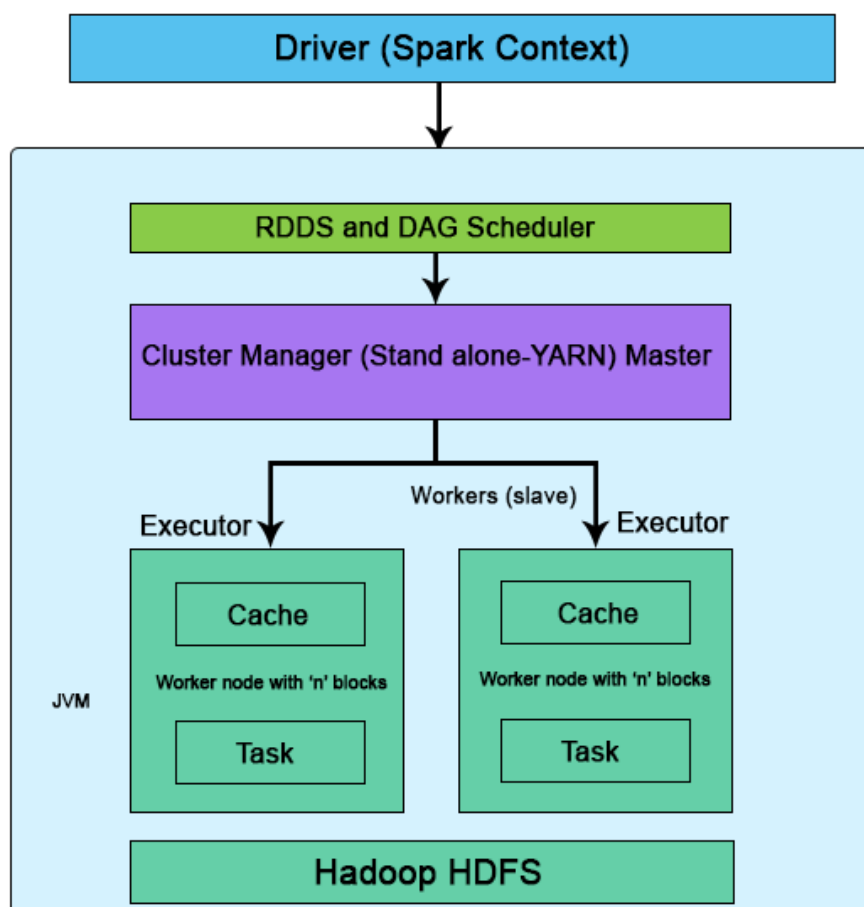 Driver (Spark Context)
RDDS and DAG Scheduler
Cluster Manager (Stand alone-YARN) Master
Workers (slave)
Executor
Executor
Cache
Cache
Worker node with ‘n’ blocks
Worker node with ‘n’ blocks
JVM
Task
Task
Hadoop HDFS